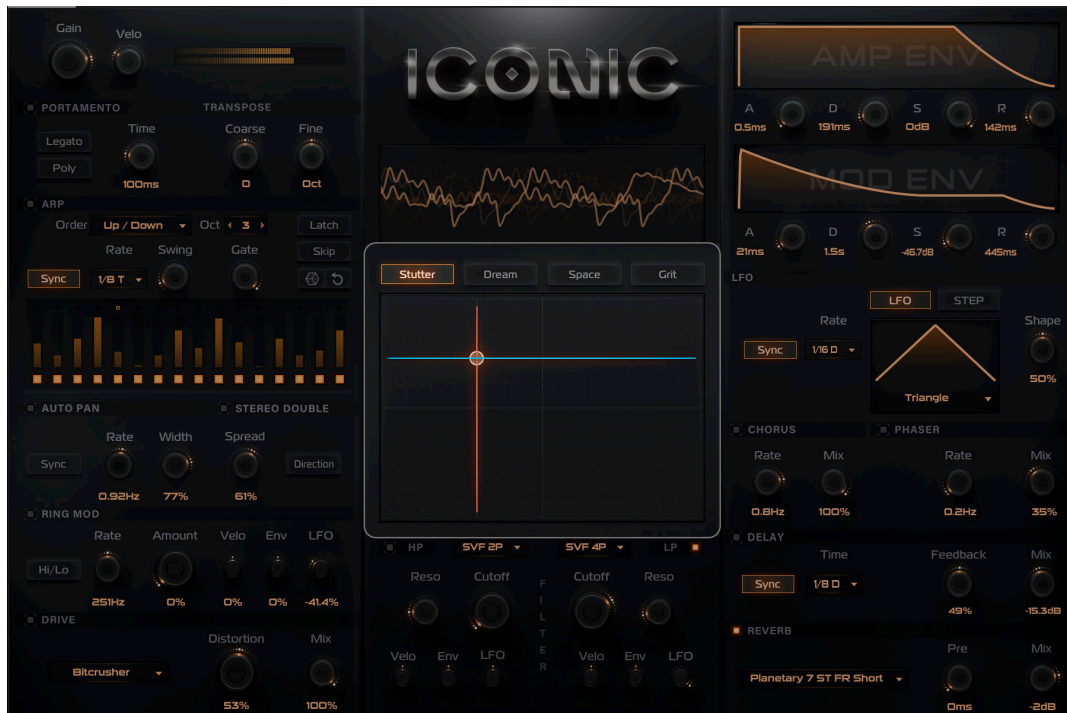 Gain
Velo
PORTAMENTO
TRANSPOSE
Legato
Poly
Time
100ms
Coarse
0
Fine
0ct
ARP
Order Up / Down Oct 3 Latch
Rate Swing Gate Skip
Sync 1/8 T
AUTO PAN
STEREO DOUBLE
Rate Width Spread
Sync Direction
0.92Hz 77% 61%
RING MOD
Rate Amount Velo Env LFO
Hi/Lo
251Hz 0% 0% 0% -41.4%
DRIVE
Distortion Mix
Bitcrusher
53% 100%
ICONIC
Stutter Dream Space Grit
HP SVF 2P SVF 4P LP
Reso Cutoff Cutoff Reso
FILTER
Velo Env LFO Velo Env LFO
AMP ENV
A D S R
0.5ms 191ms 0dB 142ms
MOD ENV
A D S R
21ms 1.5s -46.7dB 445ms
LFO
LFO STEP
Rate Shape
Sync 1/16 D
50%
Triangle
CHORUS PHASER
Rate Mix Rate Mix
0.8Hz 100% 0.2Hz 35%
DELAY
Time Feedback Mix
Sync 1/8 D
49% -15.3dB
REVERB
Pre Mix
Planetary 7 ST FR Short
0ms -2dB